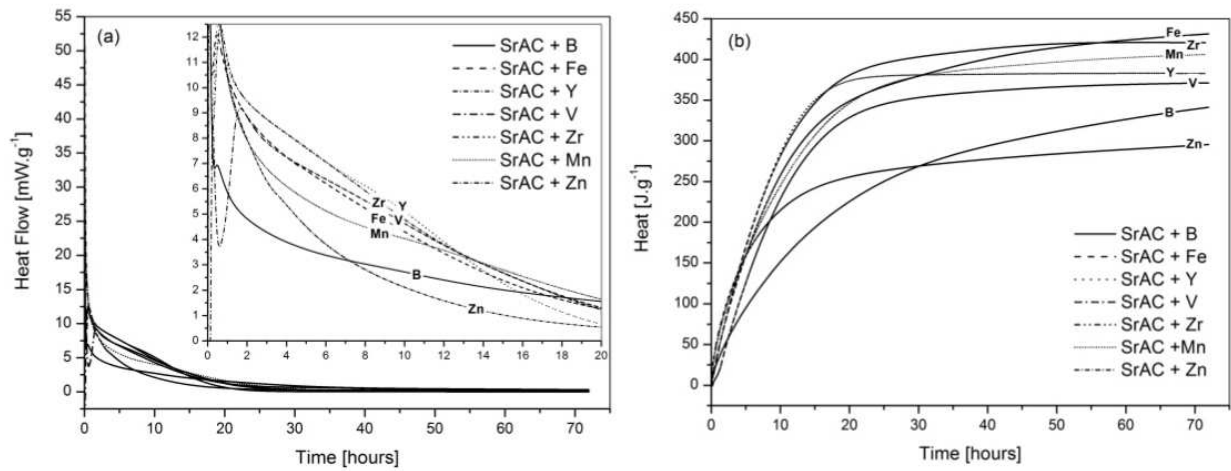 (a)
55
50
45
40
35
30
25
20
15
10
5
0
Heat Flow [mW.g⁻¹]
0 10 20 30 40 50 60 70
Time [hours]
12
11
10
9
8
7
6
5
4
3
2
1
0
0 2 4 6 8 10 12 14 16 18 20
SrAC + B
SrAC + Fe
SrAC + Y
SrAC + V
SrAC + Zr
SrAC + Mn
SrAC + Zn
Zr Y
Fe V
Mn
B
Zn
(b)
450
400
350
300
250
200
150
100
50
0
Heat [J.g⁻¹]
0 10 20 30 40 50 60 70
Time [hours]
Fe
Zr
Mn
Y
V
B
Zn
SrAC + B
SrAC + Fe
SrAC + Y
SrAC + V
SrAC + Zr
SrAC +Mn
SrAC + Zn